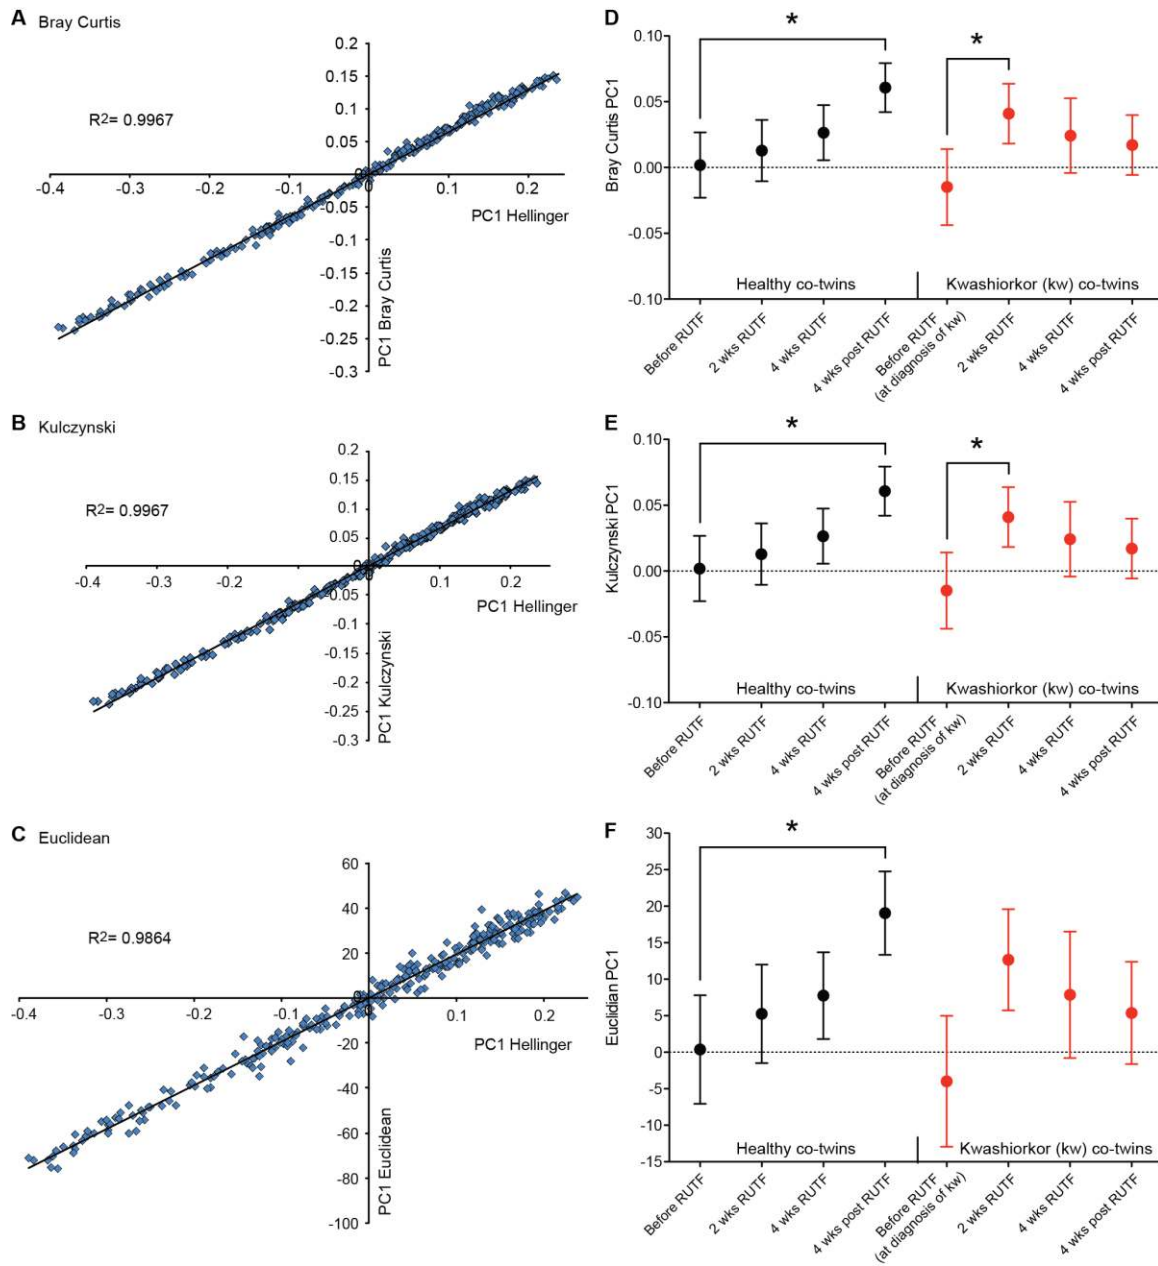 A Bray Curtis
0.2
0.15
0.1
0.05
0
-0.05
-0.1
-0.15
-0.2
-0.25
-0.3
-0.4 -0.3 -0.2 -0.1 0 0.1 0.2
R2= 0.9967
PC1 Hellinger
PC1 Bray Curtis
D
*
*
0.10
0.05
0.00
-0.05
-0.10
Bray Curtis PC1
Healthy co-twins
Kwashiorkor (kw) co-twins
Before RUTF
2 wks RUTF
4 wks RUTF
4 wks post RUTF
Before RUTF
(at diagnosis of kw)
2 wks RUTF
4 wks RUTF
4 wks post RUTF
B Kulczynski
0.2
0.15
0.1
0.05
0
-0.05
-0.1
-0.15
-0.2
-0.25
-0.3
-0.4 -0.3 -0.2 -0.1 0 0.1 0.2
R2= 0.9967
PC1 Hellinger
PC1 Kulczynski
E
*
*
0.10
0.05
0.00
-0.05
-0.10
Kulczynski PC1
Healthy co-twins
Kwashiorkor (kw) co-twins
Before RUTF
2 wks RUTF
4 wks RUTF
4 wks post RUTF
Before RUTF
(at diagnosis of kw)
2 wks RUTF
4 wks RUTF
4 wks post RUTF
C Euclidean
60
40
20
0
-20
-40
-60
-80
-100
-0.4 -0.3 -0.2 -0.1 0 0.1 0.2
R2= 0.9864
PC1 Hellinger
PC1 Euclidean
F
*
30
25
20
15
10
5
0
-5
-10
-15
Euclidian PC1
Healthy co-twins
Kwashiorkor (kw) co-twins
Before RUTF
2 wks RUTF
4 wks RUTF
4 wks post RUTF
Before RUTF
(at diagnosis of kw)
2 wks RUTF
4 wks RUTF
4 wks post RUTF